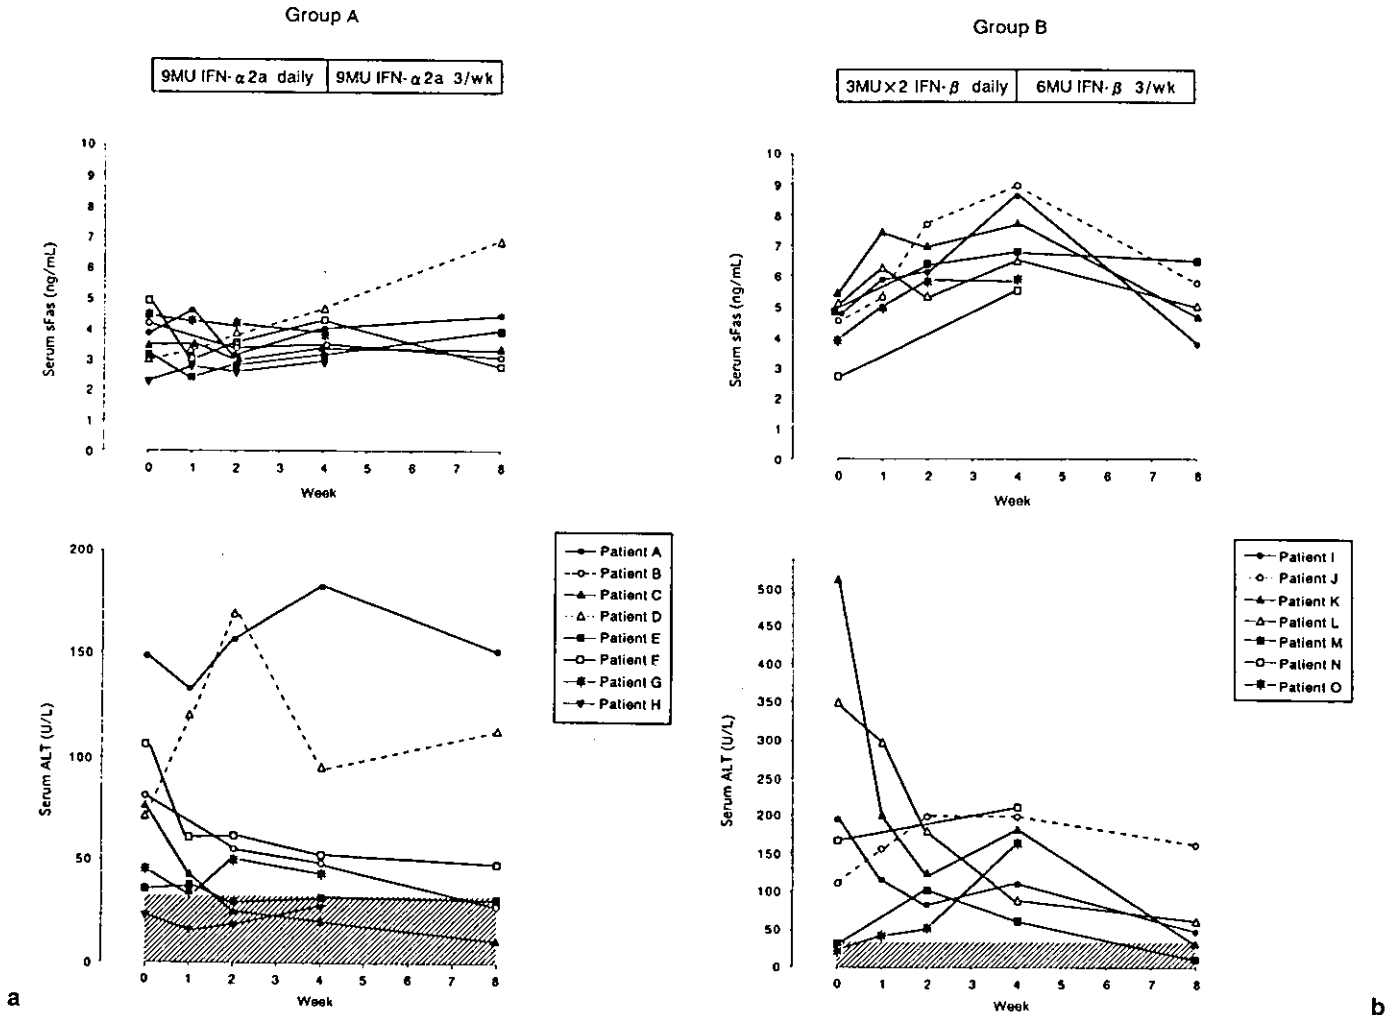 Group A
9MU IFN-α2a daily
9MU IFN-α2a 3/wk
10
9
8
7
6
5
4
3
2
1
0
Serum sFas (ng/mL)
0 1 2 3 4 5 6 7 8
Week
200
150
100
50
0
Serum ALT (U/L)
0 1 2 3 4 5 6 7 8
Week
Patient A
Patient B
Patient C
Patient D
Patient E
Patient F
Patient G
Patient H
a
Group B
3MU×2 IFN-β daily
6MU IFN-β 3/wk
10
9
8
7
6
5
4
3
2
1
0
Serum sFas (ng/mL)
0 1 2 3 4 5 6 7 8
Week
500
450
400
350
300
250
200
150
100
50
0
Serum ALT (U/L)
0 1 2 3 4 5 6 7 8
Week
Patient I
Patient J
Patient K
Patient L
Patient M
Patient N
Patient O
b